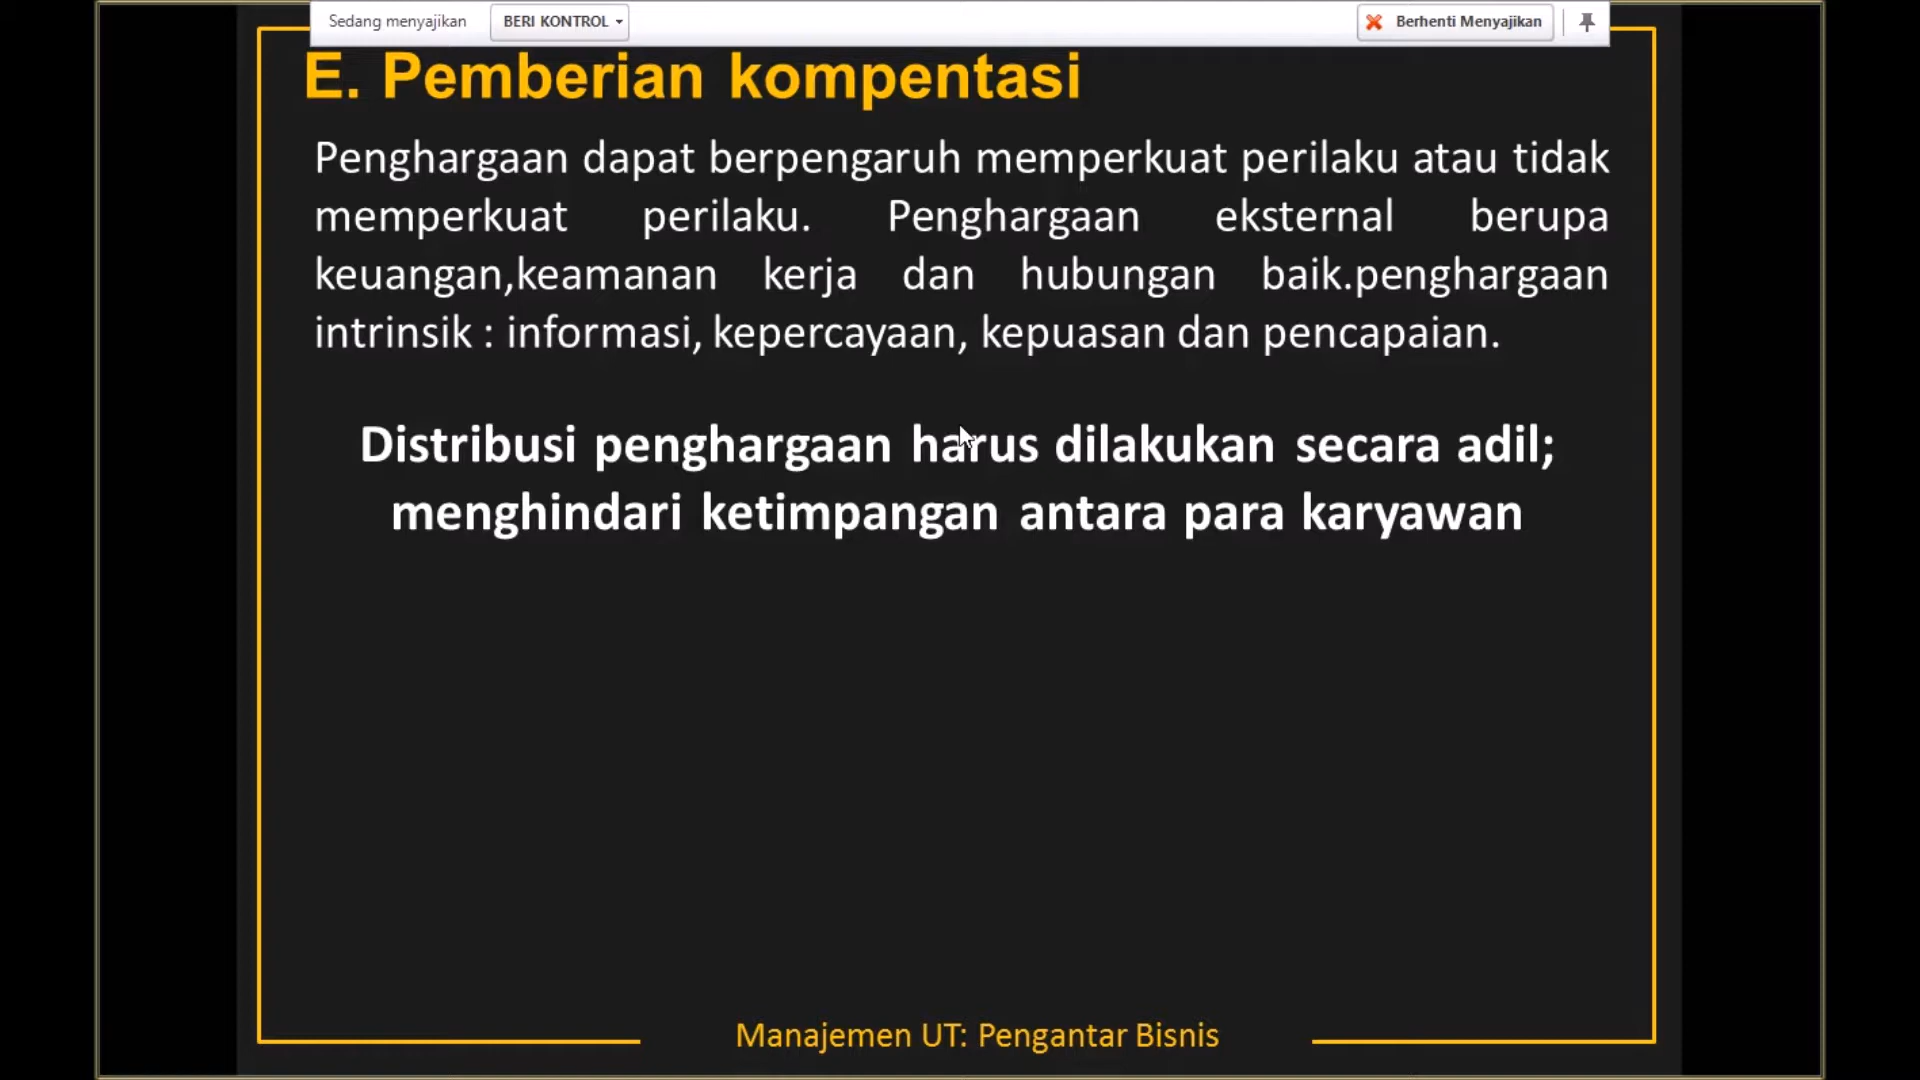 Sedang menyajikan
BERI KONTROL
Berhenti Menyajikan
E. Pemberian kompentasi
Penghargaan dapat berpengaruh memperkuat perilaku atau tidak
memperkuat perilaku. Penghargaan eksternal berupa
keuangan,keamanan kerja dan hubungan baik.penghargaan
intrinsik : informasi, kepercayaan, kepuasan dan pencapaian.
Distribusi penghargaan harus dilakukan secara adil;
menghindari ketimpangan antara para karyawan
Manajemen UT: Pengantar Bisnis